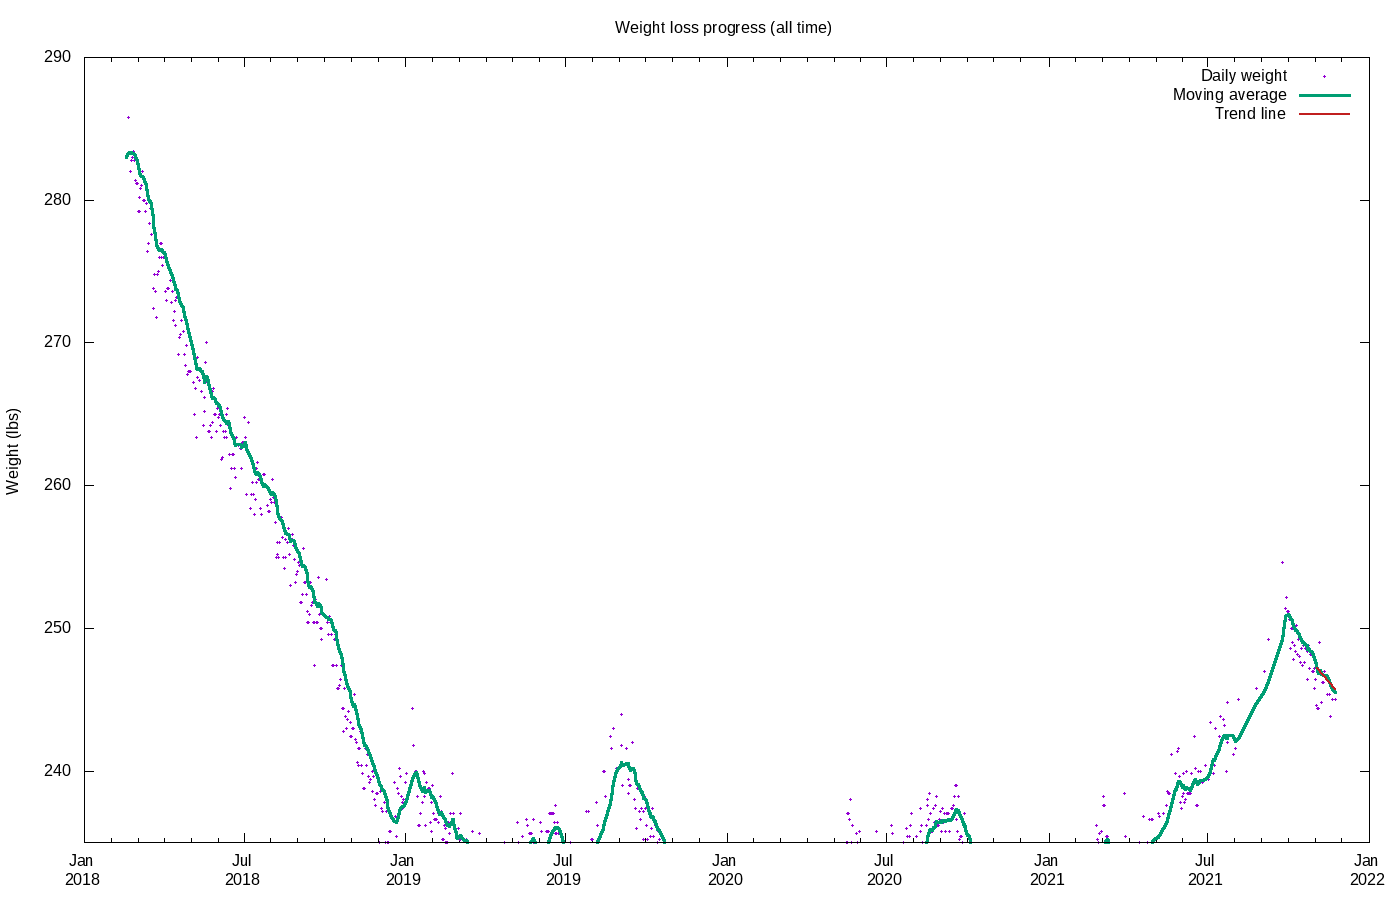 Weight loss progress (all time)
Daily weight
Moving average
Trend line
290
280
270
260
250
240
Weight (lbs)
Jan Jul Jan Jul Jan Jul Jan Jul Jan
2018 2018 2019 2019 2020 2020 2021 2021 2022